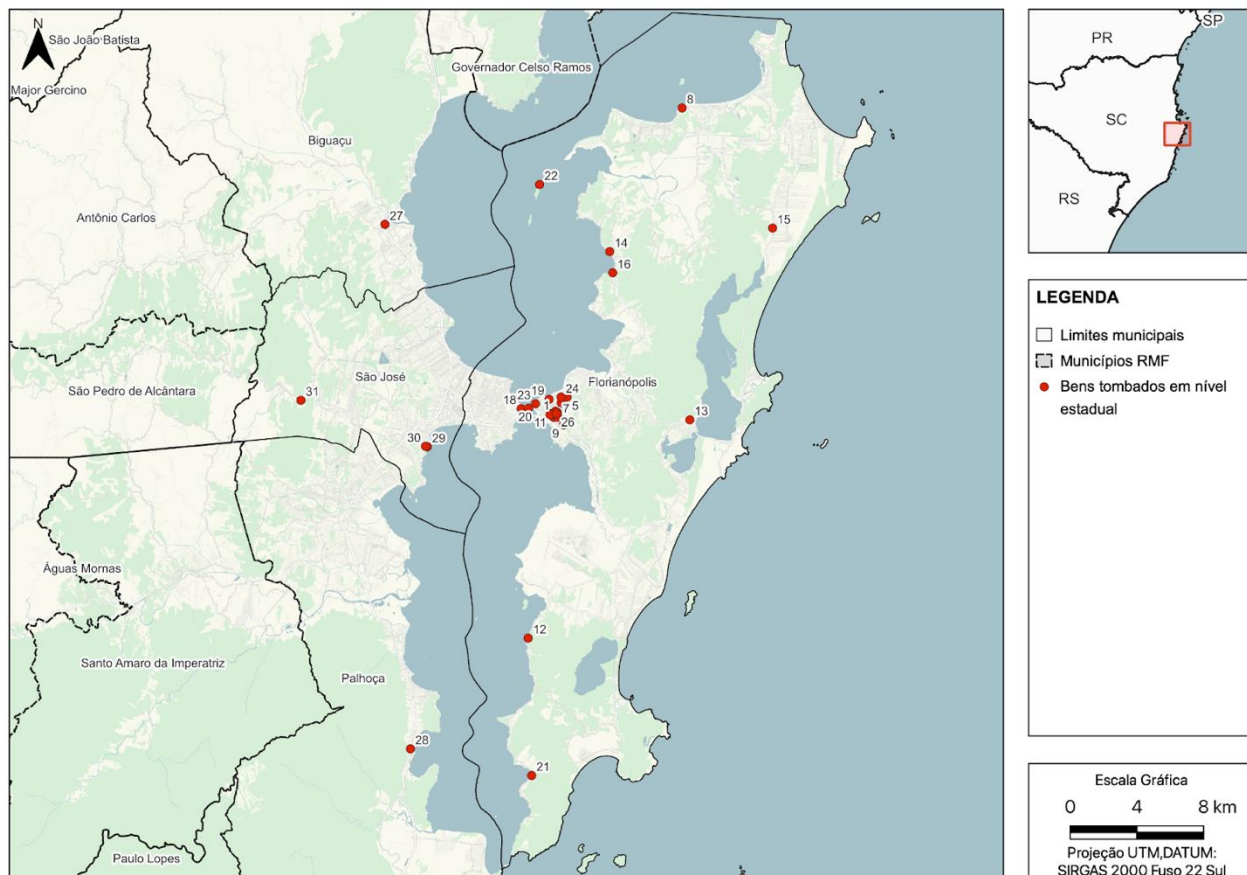 N
São João Batista
Major Gercino
Governador Celso Ramos
Biguaçu
8
22
Antônio Carlos
27
15
14
16
São Pedro de Alcântara
São José
Florianópolis
31
18
23
19
24
20
1
7
5
11
26
9
13
30
29
Águas Mornas
12
Santo Amaro da Imperatriz
Palhoça
28
21
Paulo Lopes
SP
PR
SC
RS
LEGENDA
Limites municipais
Municípios RMF
Bens tombados em nível
estadual
Escala Gráfica
0 4 8 km
Projeção UTM,DATUM:
SIRGAS 2000 Fuso 22 Sul